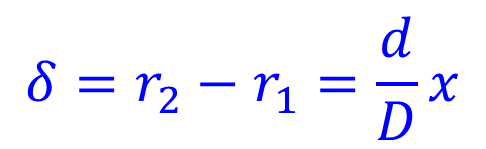 δ = r₂ − r₁ = d/D x